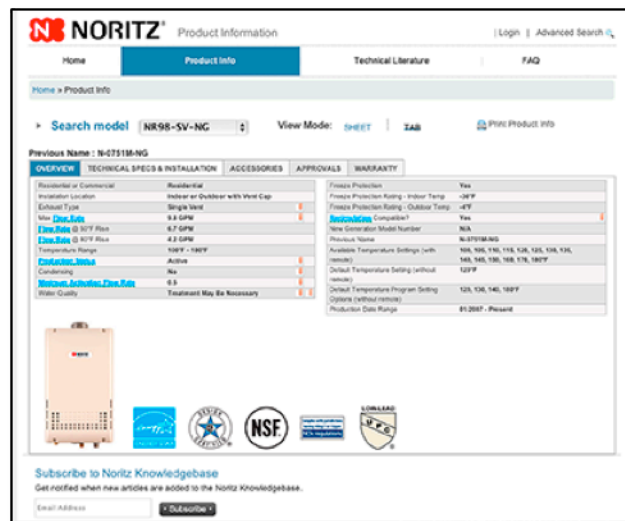 NORITZ® Product Information
| Login | Advanced Search
Home
Product Info
Technical Literature
FAQ
Home » Product Info
Search model NR98-SV-NG View Mode: SHEET | TAB Print Product Info
Previous Name : N-0751M-NG
OVERVIEW TECHNICAL SPECS & INSTALLATION ACCESSORIES APPROVALS WARRANTY
Residential or Commercial Residential
Installation Location Indoor or Outdoor with Vent Cap
Exhaust Type Single Vent
Max Flow Rate 9.8 GPM
Flow Rate @ 50°F Rise 6.7 GPM
Flow Rate @ 80°F Rise 4.2 GPM
Temperature Range 100°F - 180°F
Production Status Active
Condensing No
Minimum Activation Flow Rate 0.5
Water Quality Treatment May Be Necessary
Freeze Protection Yes
Freeze Protection Rating - Indoor Temp -30°F
Freeze Protection Rating - Outdoor Temp -4°F
Recirculation Compatible? Yes
New Generation Model Number N/A
Previous Name N-0751M-NG
Available Temperature Settings (with
remote)
100, 105, 110, 115, 120, 125, 130, 135,
140, 145, 150, 160, 170, 180°F
Default Temperature Setting (without
remote)
120°F
Default Temperature Program Setting
Options (without remote)
125, 130, 140, 180°F
Production Date Range 01/2007 - Present
NORITZ
ENERGY STAR
DESIGN
CERTIFIED
NSF
LOW-LEAD
UPC
Subscribe to Noritz Knowledgebase
Get notified when new articles are added to the Noritz Knowledgebase.
Email Address
Subscribe